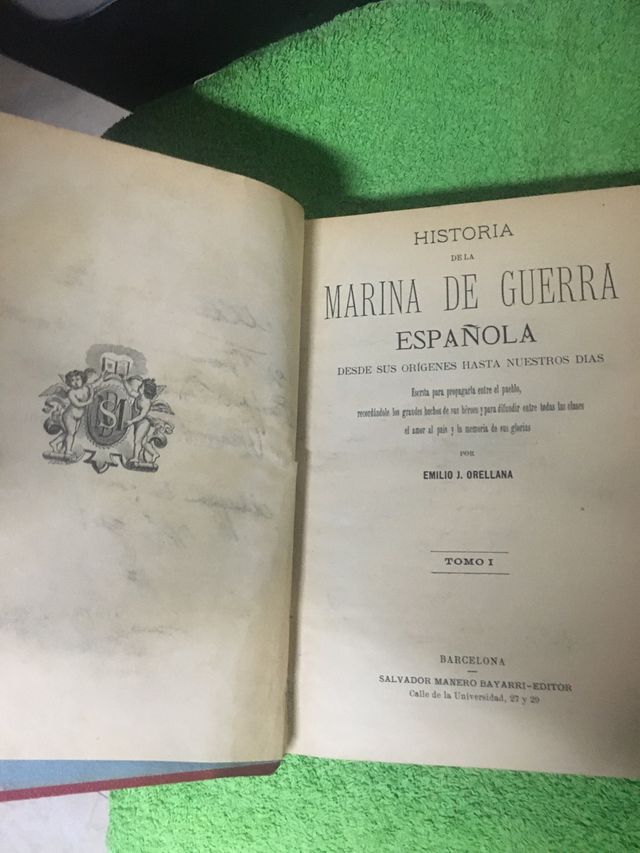 HISTORIA
DE LA
MARINA DE GUERRA
ESPAÑOLA
DESDE SUS ORÍGENES HASTA NUESTROS DIAS
Escrita para propagarla entre el pueblo,
recordándole los grandes hechos de sus héroes y para difundir entre todas las clases
el amor al país y la memoria de sus glorias
POR
EMILIO J. ORELLANA
TOMO I
BARCELONA
SALVADOR MANERO BAYARRI-EDITOR
Calle de la Universidad, 27 y 29